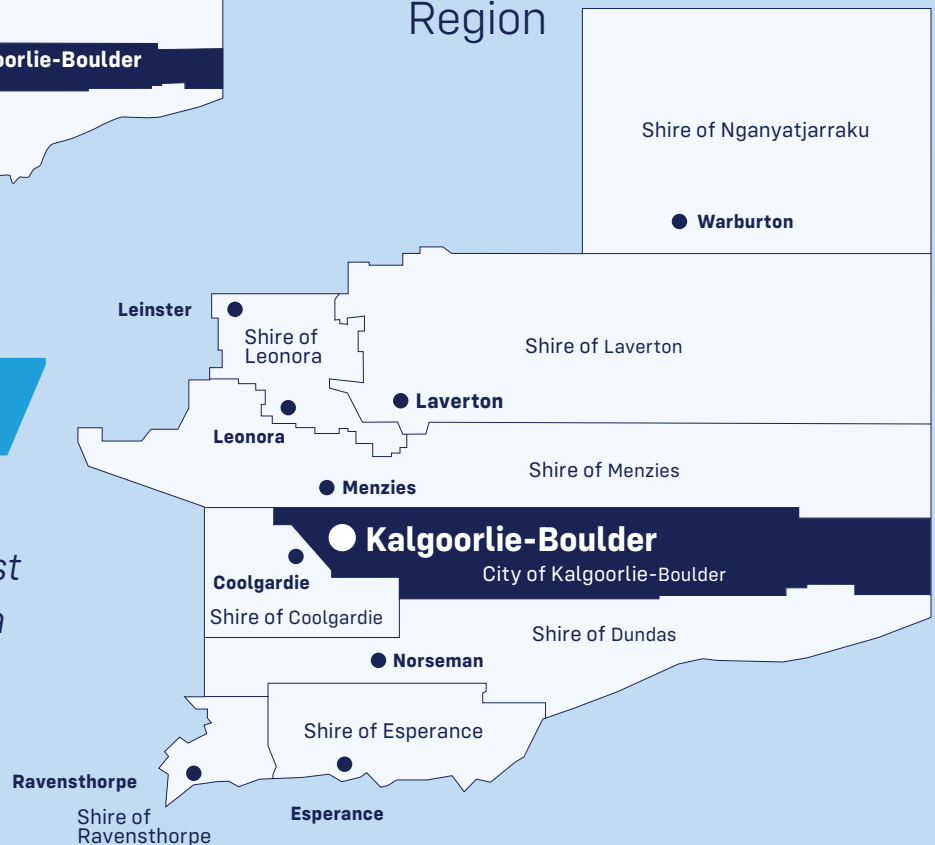 Region
oorlie-Boulder
Shire of Nganyatjarraku
Warburton
Leinster
Shire of
Leonora
Shire of Laverton
Laverton
Leonora
Shire of Menzies
Menzies
Kalgoorlie-Boulder
City of Kalgoorlie-Boulder
Coolgardie
Shire of Coolgardie
Shire of Dundas
Norseman
Shire of Esperance
Ravensthorpe
Shire of
Ravensthorpe
Esperance
st
a